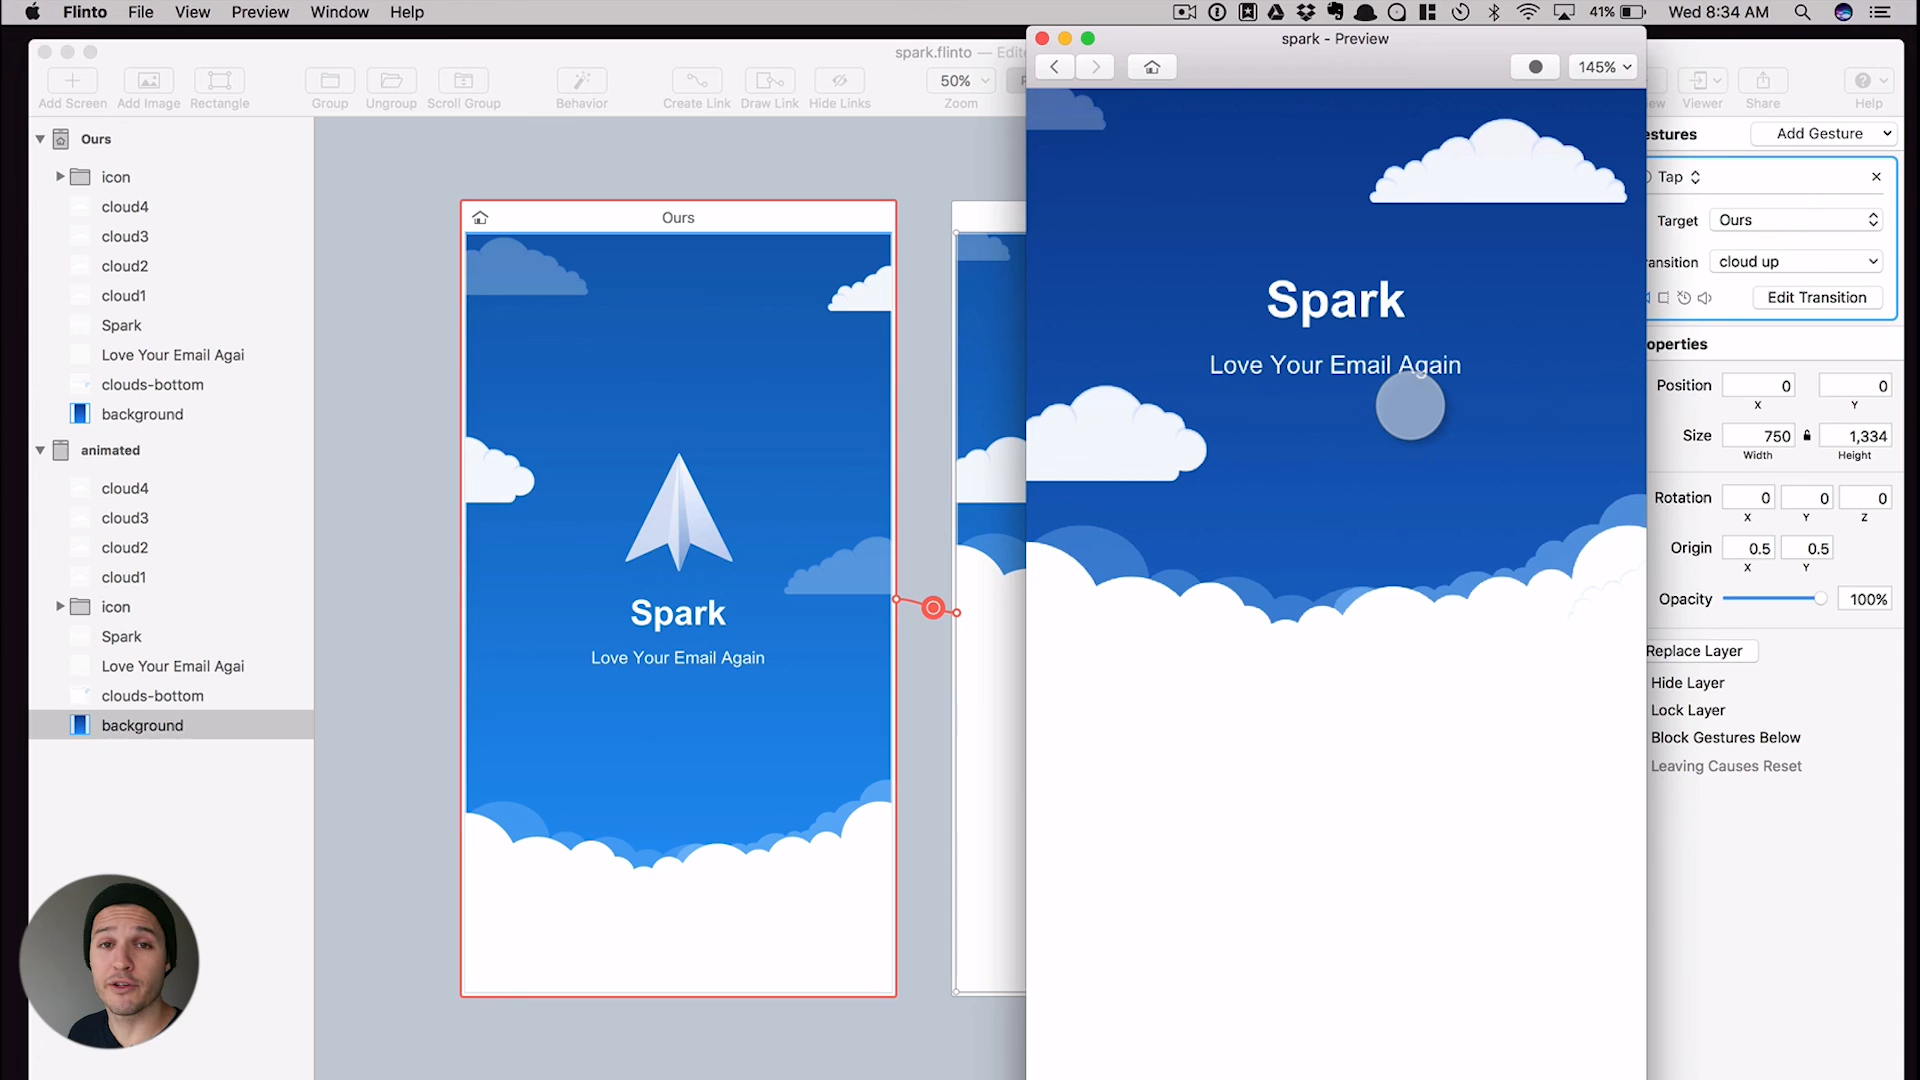 Flinto File View Preview Window Help
41% Wed 8:34 AM
spark.flinto — Edite
spark - Preview
50%
145%
Add Screen Add Image Rectangle Group Ungroup Scroll Group Behavior Create Link Draw Link Hide Links Zoom
Viewer Share Help
Ours
icon
cloud4
cloud3
cloud2
cloud1
Spark
Love Your Email Agai
clouds-bottom
background
animated
cloud4
cloud3
cloud2
cloud1
icon
Spark
Love Your Email Agai
clouds-bottom
background
Ours
Spark
Love Your Email Again
Spark
Love Your Email Again
estures Add Gesture
Tap
Target Ours
ansition cloud up
Edit Transition
operties
Position 0 0
X Y
Size 750 1,334
Width Height
Rotation 0 0 0
X Y Z
Origin 0.5 0.5
X Y
Opacity 100%
Replace Layer
Hide Layer
Lock Layer
Block Gestures Below
Leaving Causes Reset